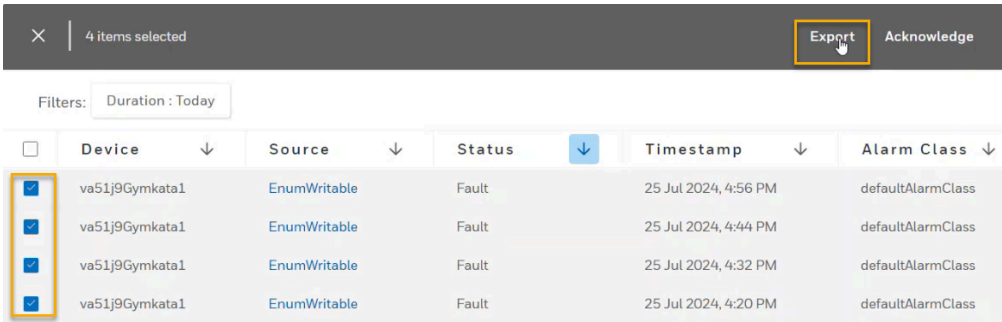 4 items selected Export Acknowledge
Filters: Duration : Today
Device Source Status Timestamp Alarm Class
va51j9Gymkata1 EnumWritable Fault 25 Jul 2024, 4:56 PM defaultAlarmClass
va51j9Gymkata1 EnumWritable Fault 25 Jul 2024, 4:44 PM defaultAlarmClass
va51j9Gymkata1 EnumWritable Fault 25 Jul 2024, 4:32 PM defaultAlarmClass
va51j9Gymkata1 EnumWritable Fault 25 Jul 2024, 4:20 PM defaultAlarmClass